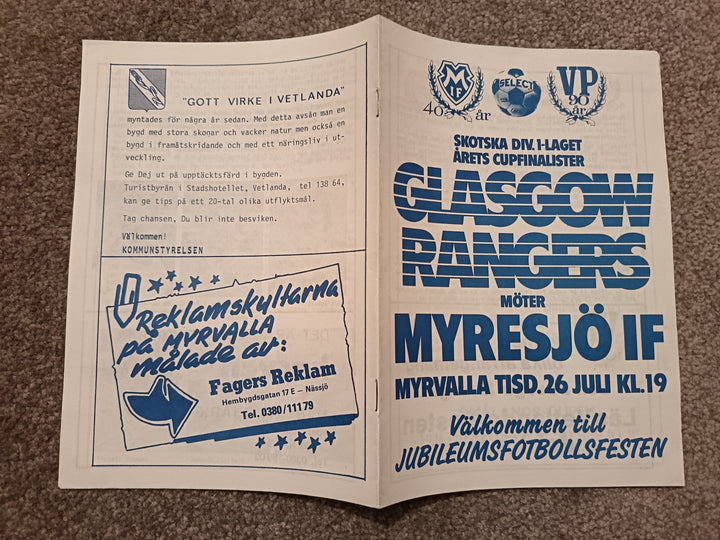 "GOTT VIRKE I VETLANDA"
myntades för några år sedan. Med detta avsåg man en
bygd med stora skogar och vacker natur men också en
bygd i framåtskridande och med ett näringsliv i ut-
veckling.
Ge Dej ut på upptäcktsfärd i bygden.
Turistbyrån i Stadshotellet, Vetlanda, tel 138 64,
kan ge tips på ett 20-tal olika utflyktsmål.
Tag chansen, Du blir inte besviken.
Välkommen!
KOMMUNSTYRELSEN
Reklamskyltarna
på MYRVALLA
målade av:
Fagers Reklam
Hembygdsgatan 17 E – Nässjö
Tel. 0380/111 79
M
IF
40 år
SELECT
VP
90
år
SKOTSKA DIV. 1-LAGET
ÅRETS CUPFINALISTER
GLASGOW
RANGERS
MÖTER
MYRESJÖ IF
MYRVALLA TISD. 26 JULI KL. 19
Välkommen till
JUBILEUMSFOTBOLLSFESTEN